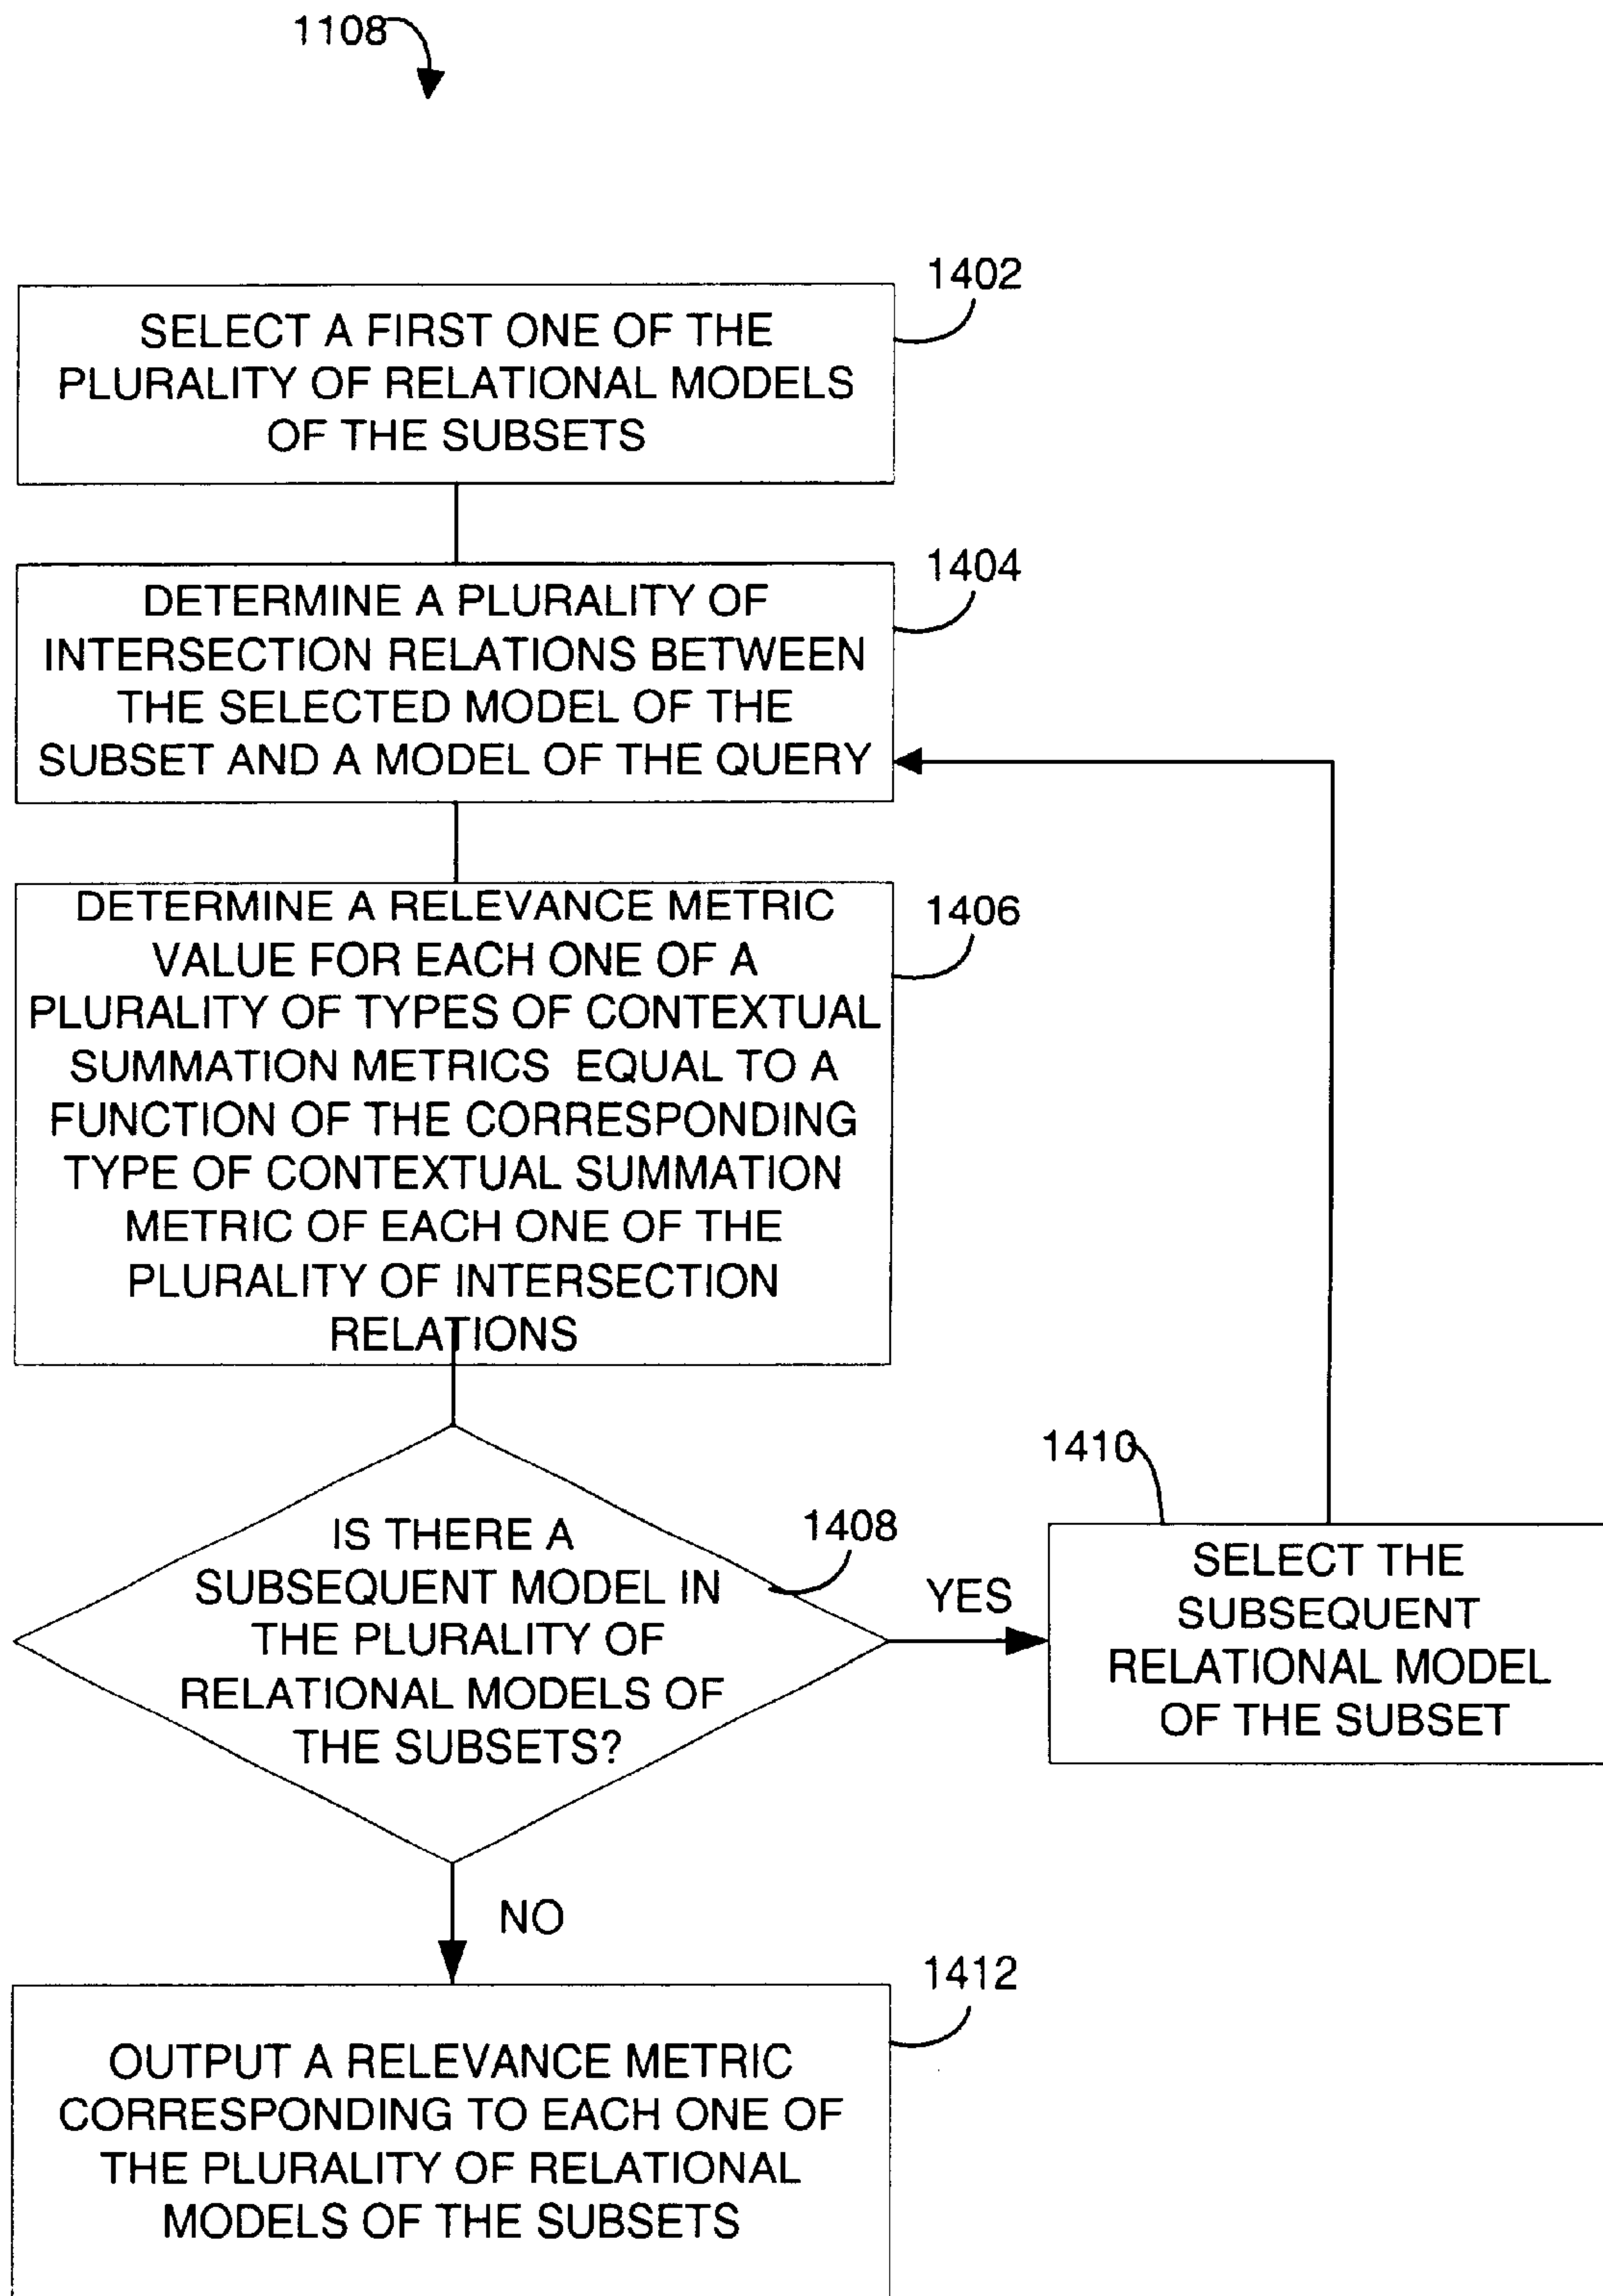 1108
1402
SELECT A FIRST ONE OF THE
PLURALITY OF RELATIONAL MODELS
OF THE SUBSETS
1404
DETERMINE A PLURALITY OF
INTERSECTION RELATIONS BETWEEN
THE SELECTED MODEL OF THE
SUBSET AND A MODEL OF THE QUERY
1406
DETERMINE A RELEVANCE METRIC
VALUE FOR EACH ONE OF A
PLURALITY OF TYPES OF CONTEXTUAL
SUMMATION METRICS EQUAL TO A
FUNCTION OF THE CORRESPONDING
TYPE OF CONTEXTUAL SUMMATION
METRIC OF EACH ONE OF THE
PLURALITY OF INTERSECTION
RELATIONS
1408
IS THERE A
SUBSEQUENT MODEL IN
THE PLURALITY OF
RELATIONAL MODELS OF
THE SUBSETS?
YES
1410
SELECT THE
SUBSEQUENT
RELATIONAL MODEL
OF THE SUBSET
NO
1412
OUTPUT A RELEVANCE METRIC
CORRESPONDING TO EACH ONE OF
THE PLURALITY OF RELATIONAL
MODELS OF THE SUBSETS